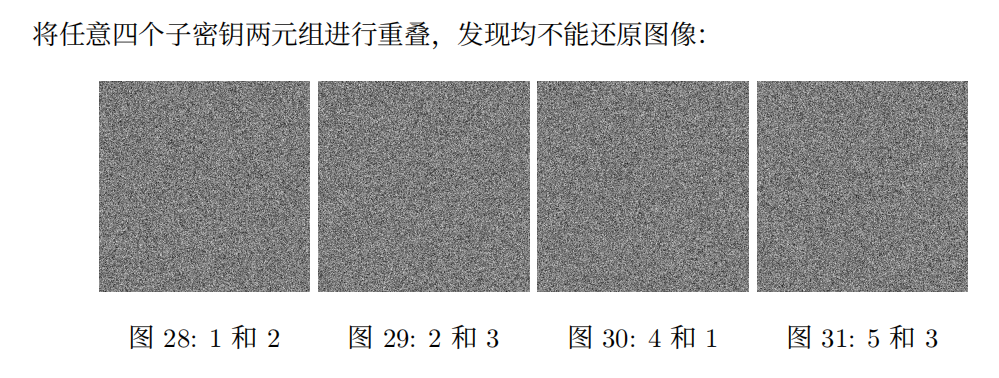 将任意四个子密钥两元组进行重叠，发现均不能还原图像：
图 28: 1 和 2
图 29: 2 和 3
图 30: 4 和 1
图 31: 5 和 3